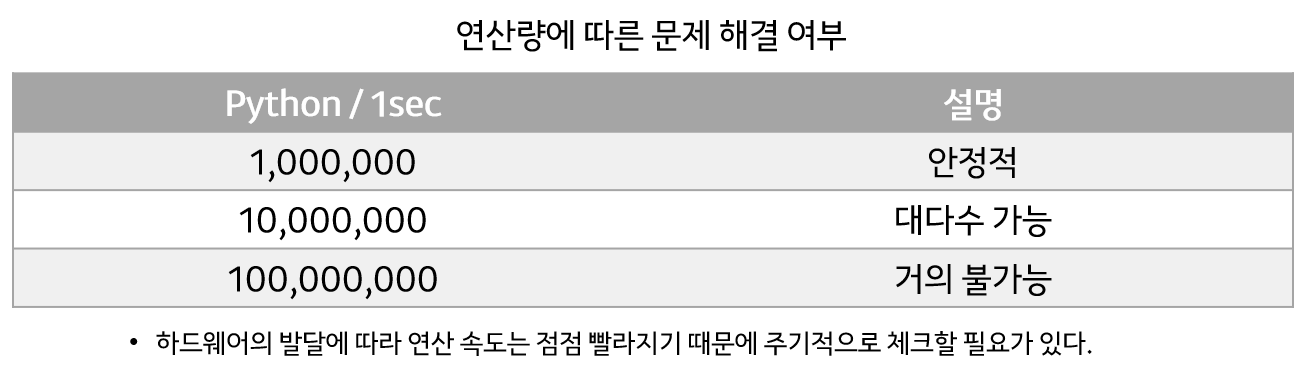 연산량에 따른 문제 해결 여부
Python / 1sec 설명
1,000,000 안정적
10,000,000 대다수 가능
100,000,000 거의 불가능
• 하드웨어의 발달에 따라 연산 속도는 점점 빨라지기 때문에 주기적으로 체크할 필요가 있다.